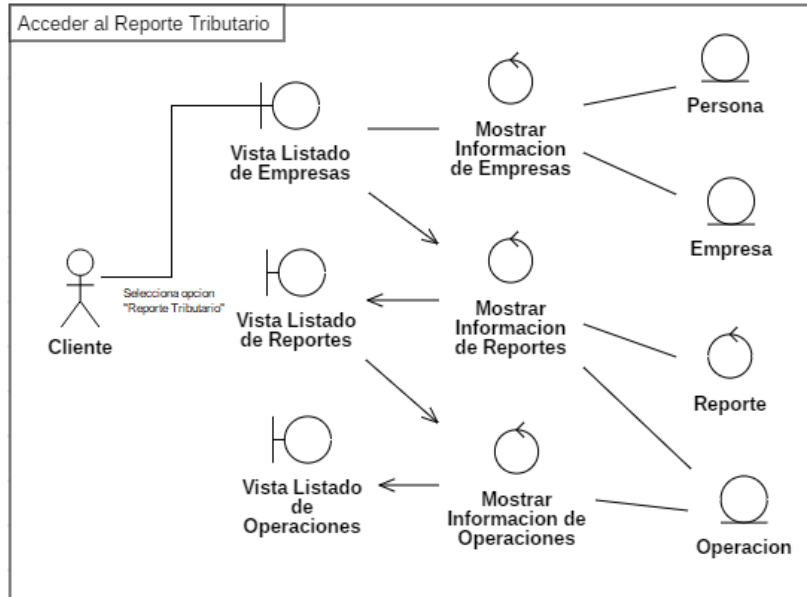 Acceder al Reporte Tributario
Persona
Vista Listado
de Empresas
Mostrar
Informacion
de Empresas
Empresa
Selecciona opcion
"Reporte Tributario"
Cliente
Vista Listado
de Reportes
Mostrar
Informacion
de Reportes
Reporte
Vista Listado
de
Operaciones
Mostrar
Informacion de
Operaciones
Operacion